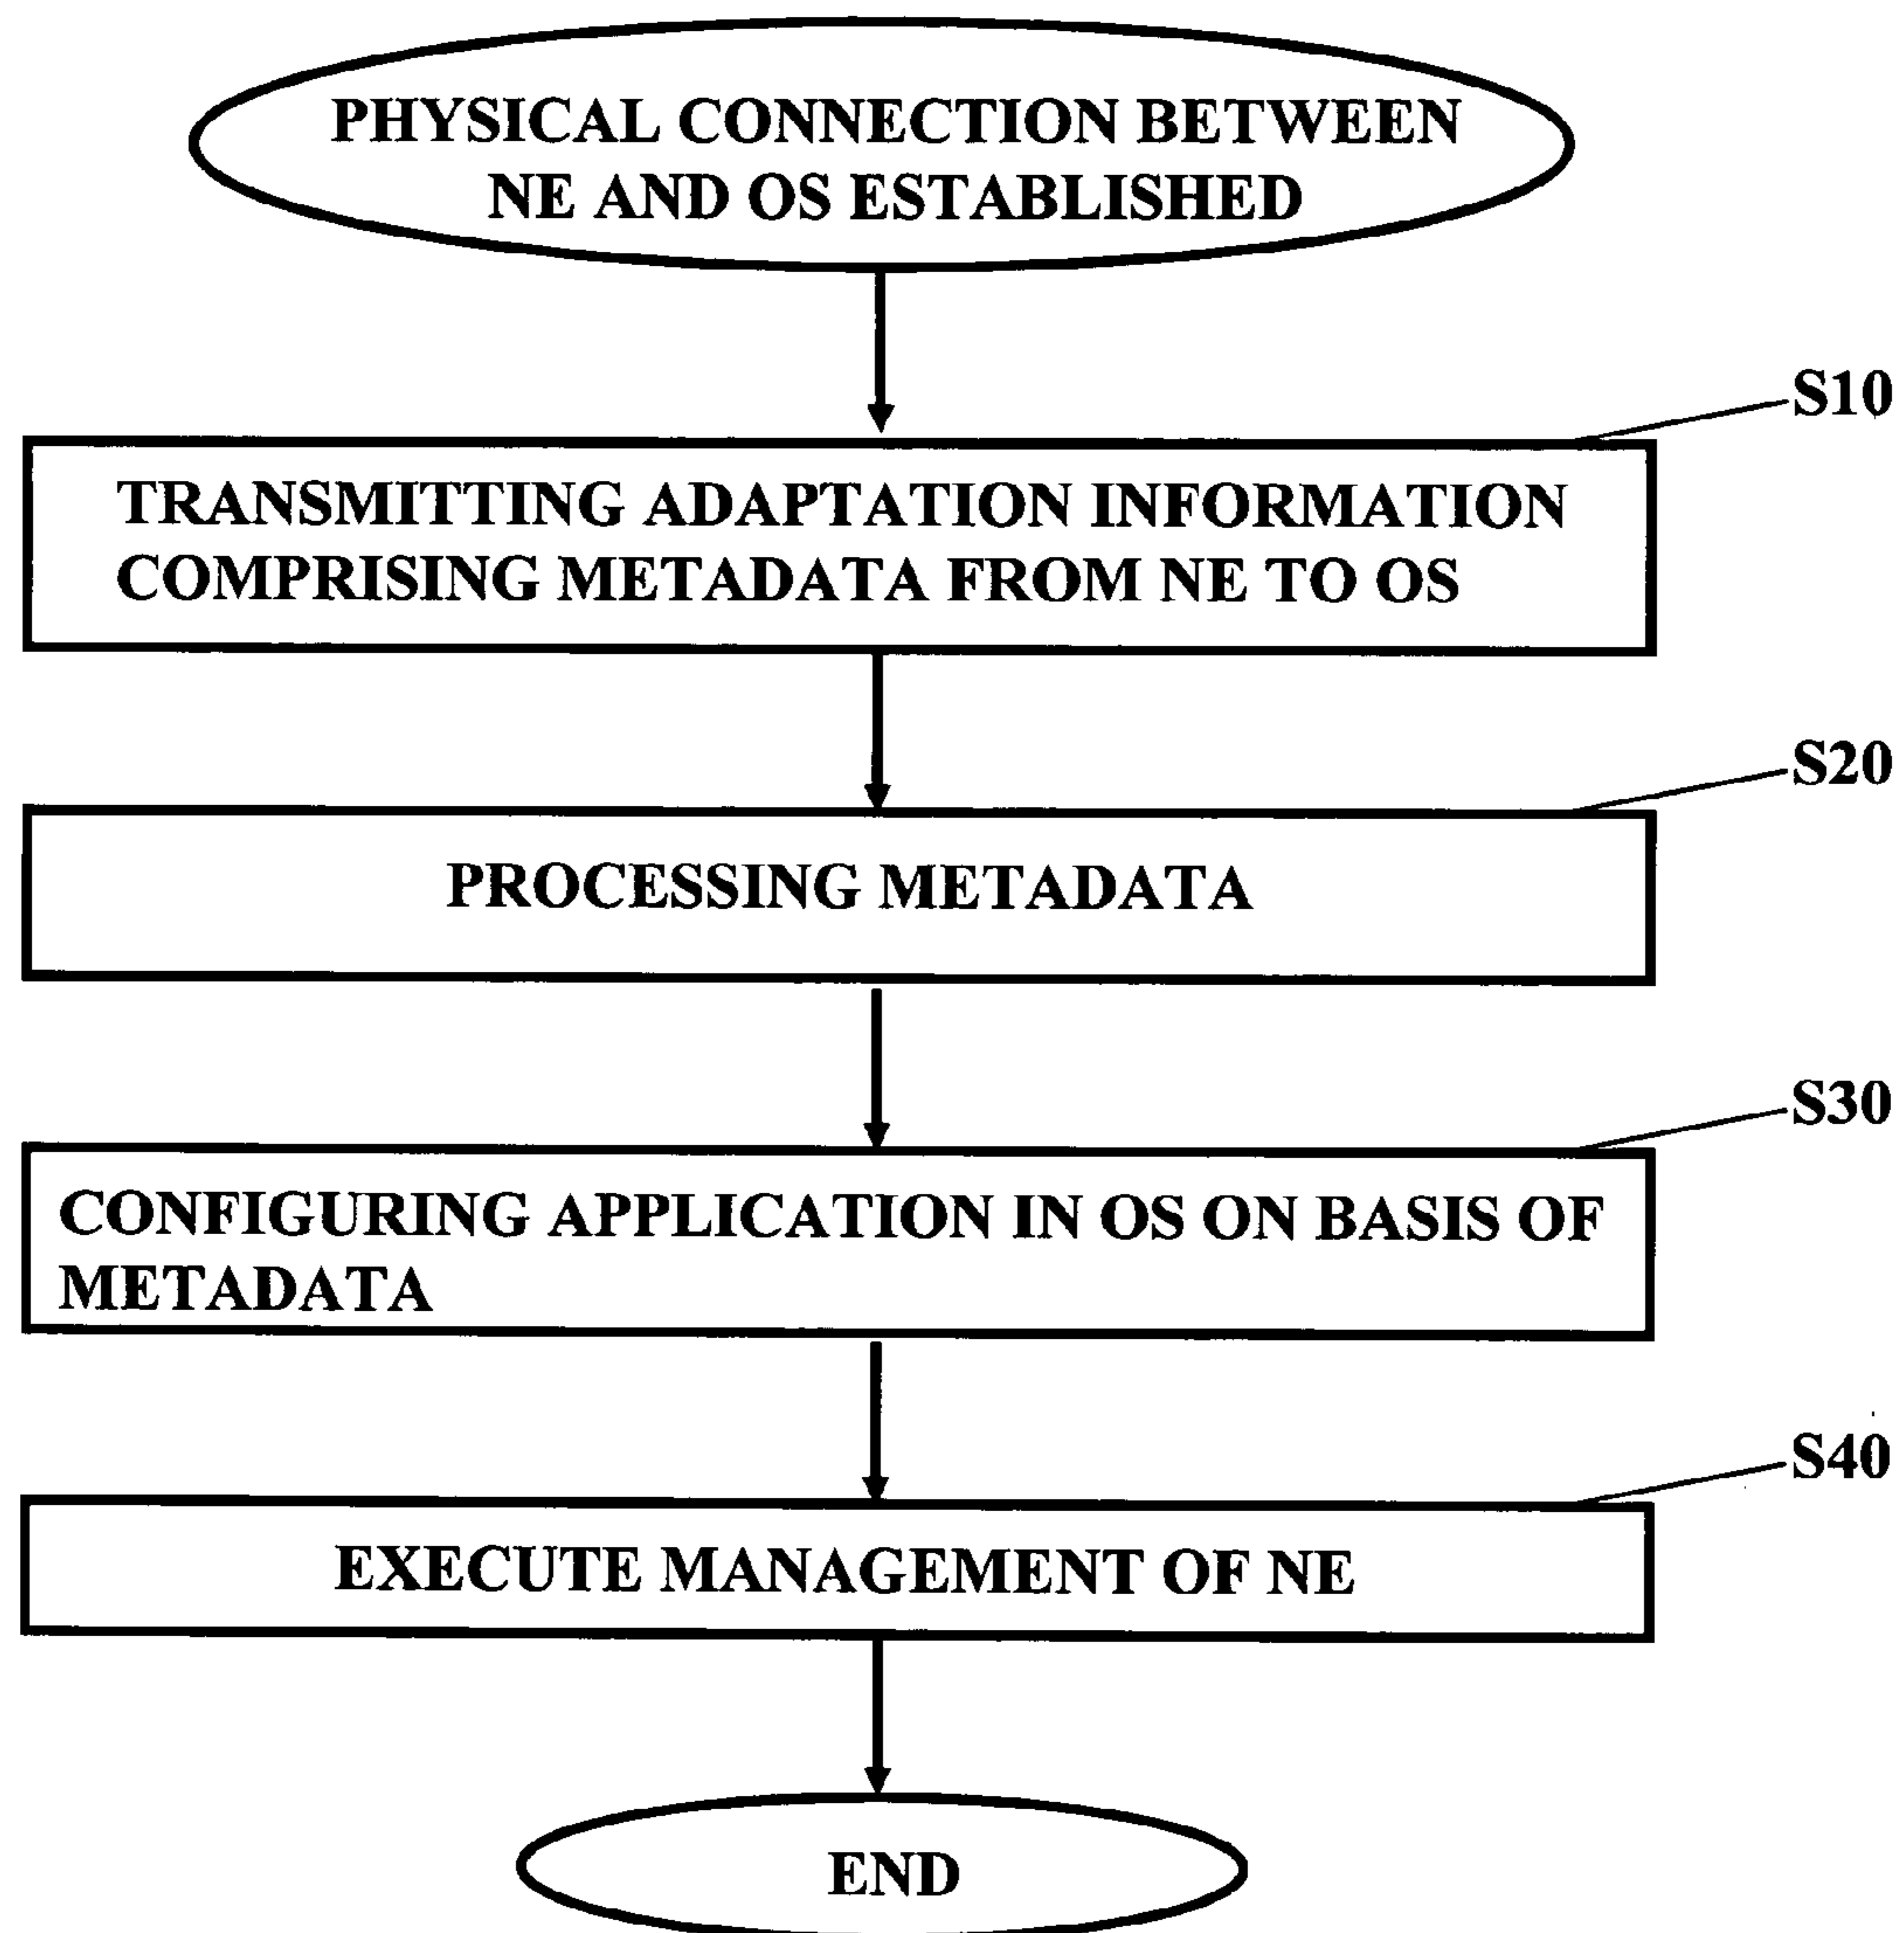 PHYSICAL CONNECTION BETWEEN
NE AND OS ESTABLISHED
S10
TRANSMITTING ADAPTATION INFORMATION
COMPRISING METADATA FROM NE TO OS
S20
PROCESSING METADATA
S30
CONFIGURING APPLICATION IN OS ON BASIS OF
METADATA
S40
EXECUTE MANAGEMENT OF NE
END